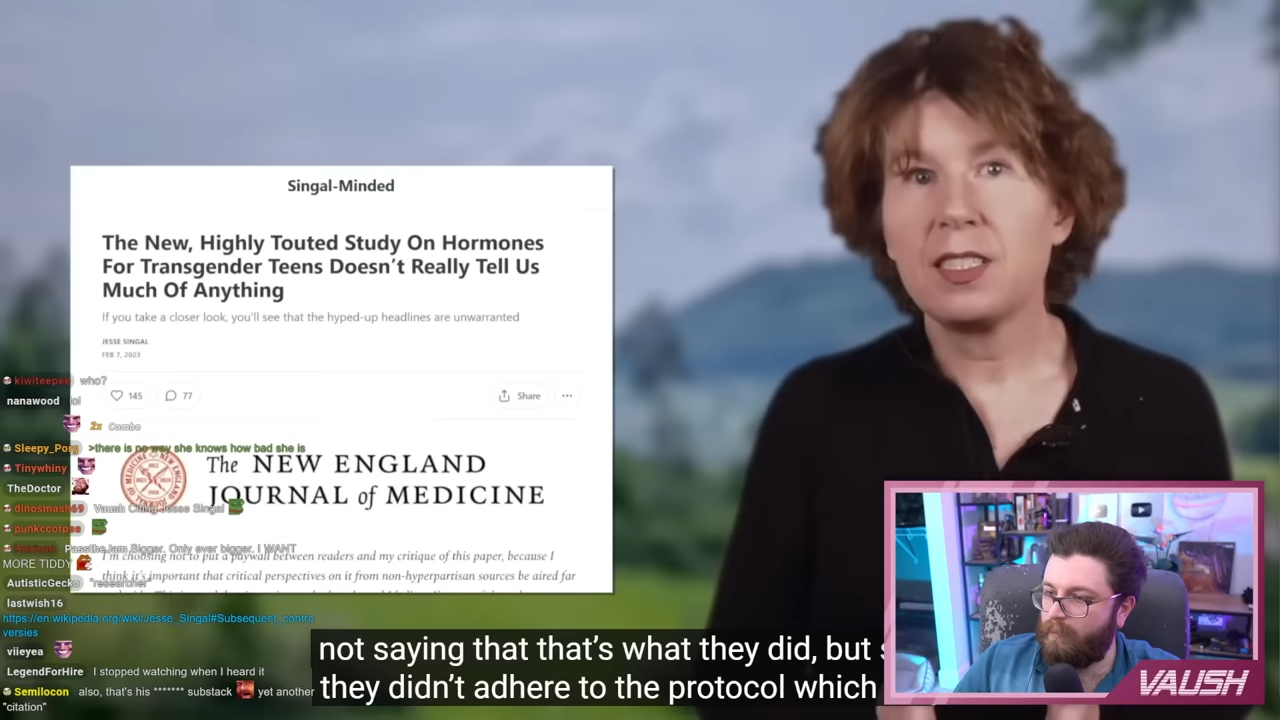 Singal-Minded
The New, Highly Touted Study On Hormones
For Transgender Teens Doesn't Really Tell Us
Much Of Anything
If you take a closer look, you'll see that the hyped-up headlines are unwarranted
JESSE SINGAL
FEB 7, 2023
145
77
Share
The NEW ENGLAND
JOURNAL of MEDICINE
I'm choosing not to put a paywall between readers and my critique of this paper, because I
think it's important that critical perspectives on it from non-hyperpartisan sources be aired far
kiwiteepee who?
nanawood lol
2x Combo
Sleepy_Porg >there is no way she knows how bad she is
Tinywhiny
TheDoctor
dinosmash69 Vaush Citing Jesse Singal
punkccorpse
PasstheJam Bigger. Only ever bigger. I WANT
MORE TIDDY
AutisticGecko "researcher"
lastwish16
https://en.wikipedia.org/wiki/Jesse_Singal#Subsequent_contro
versies
viieyea
LegendForHire I stopped watching when I heard it
Semilocon also, that's his ******* substack yet another
"citation"
not saying that that's what they did, but
they didn't adhere to the protocol which
VAUSH